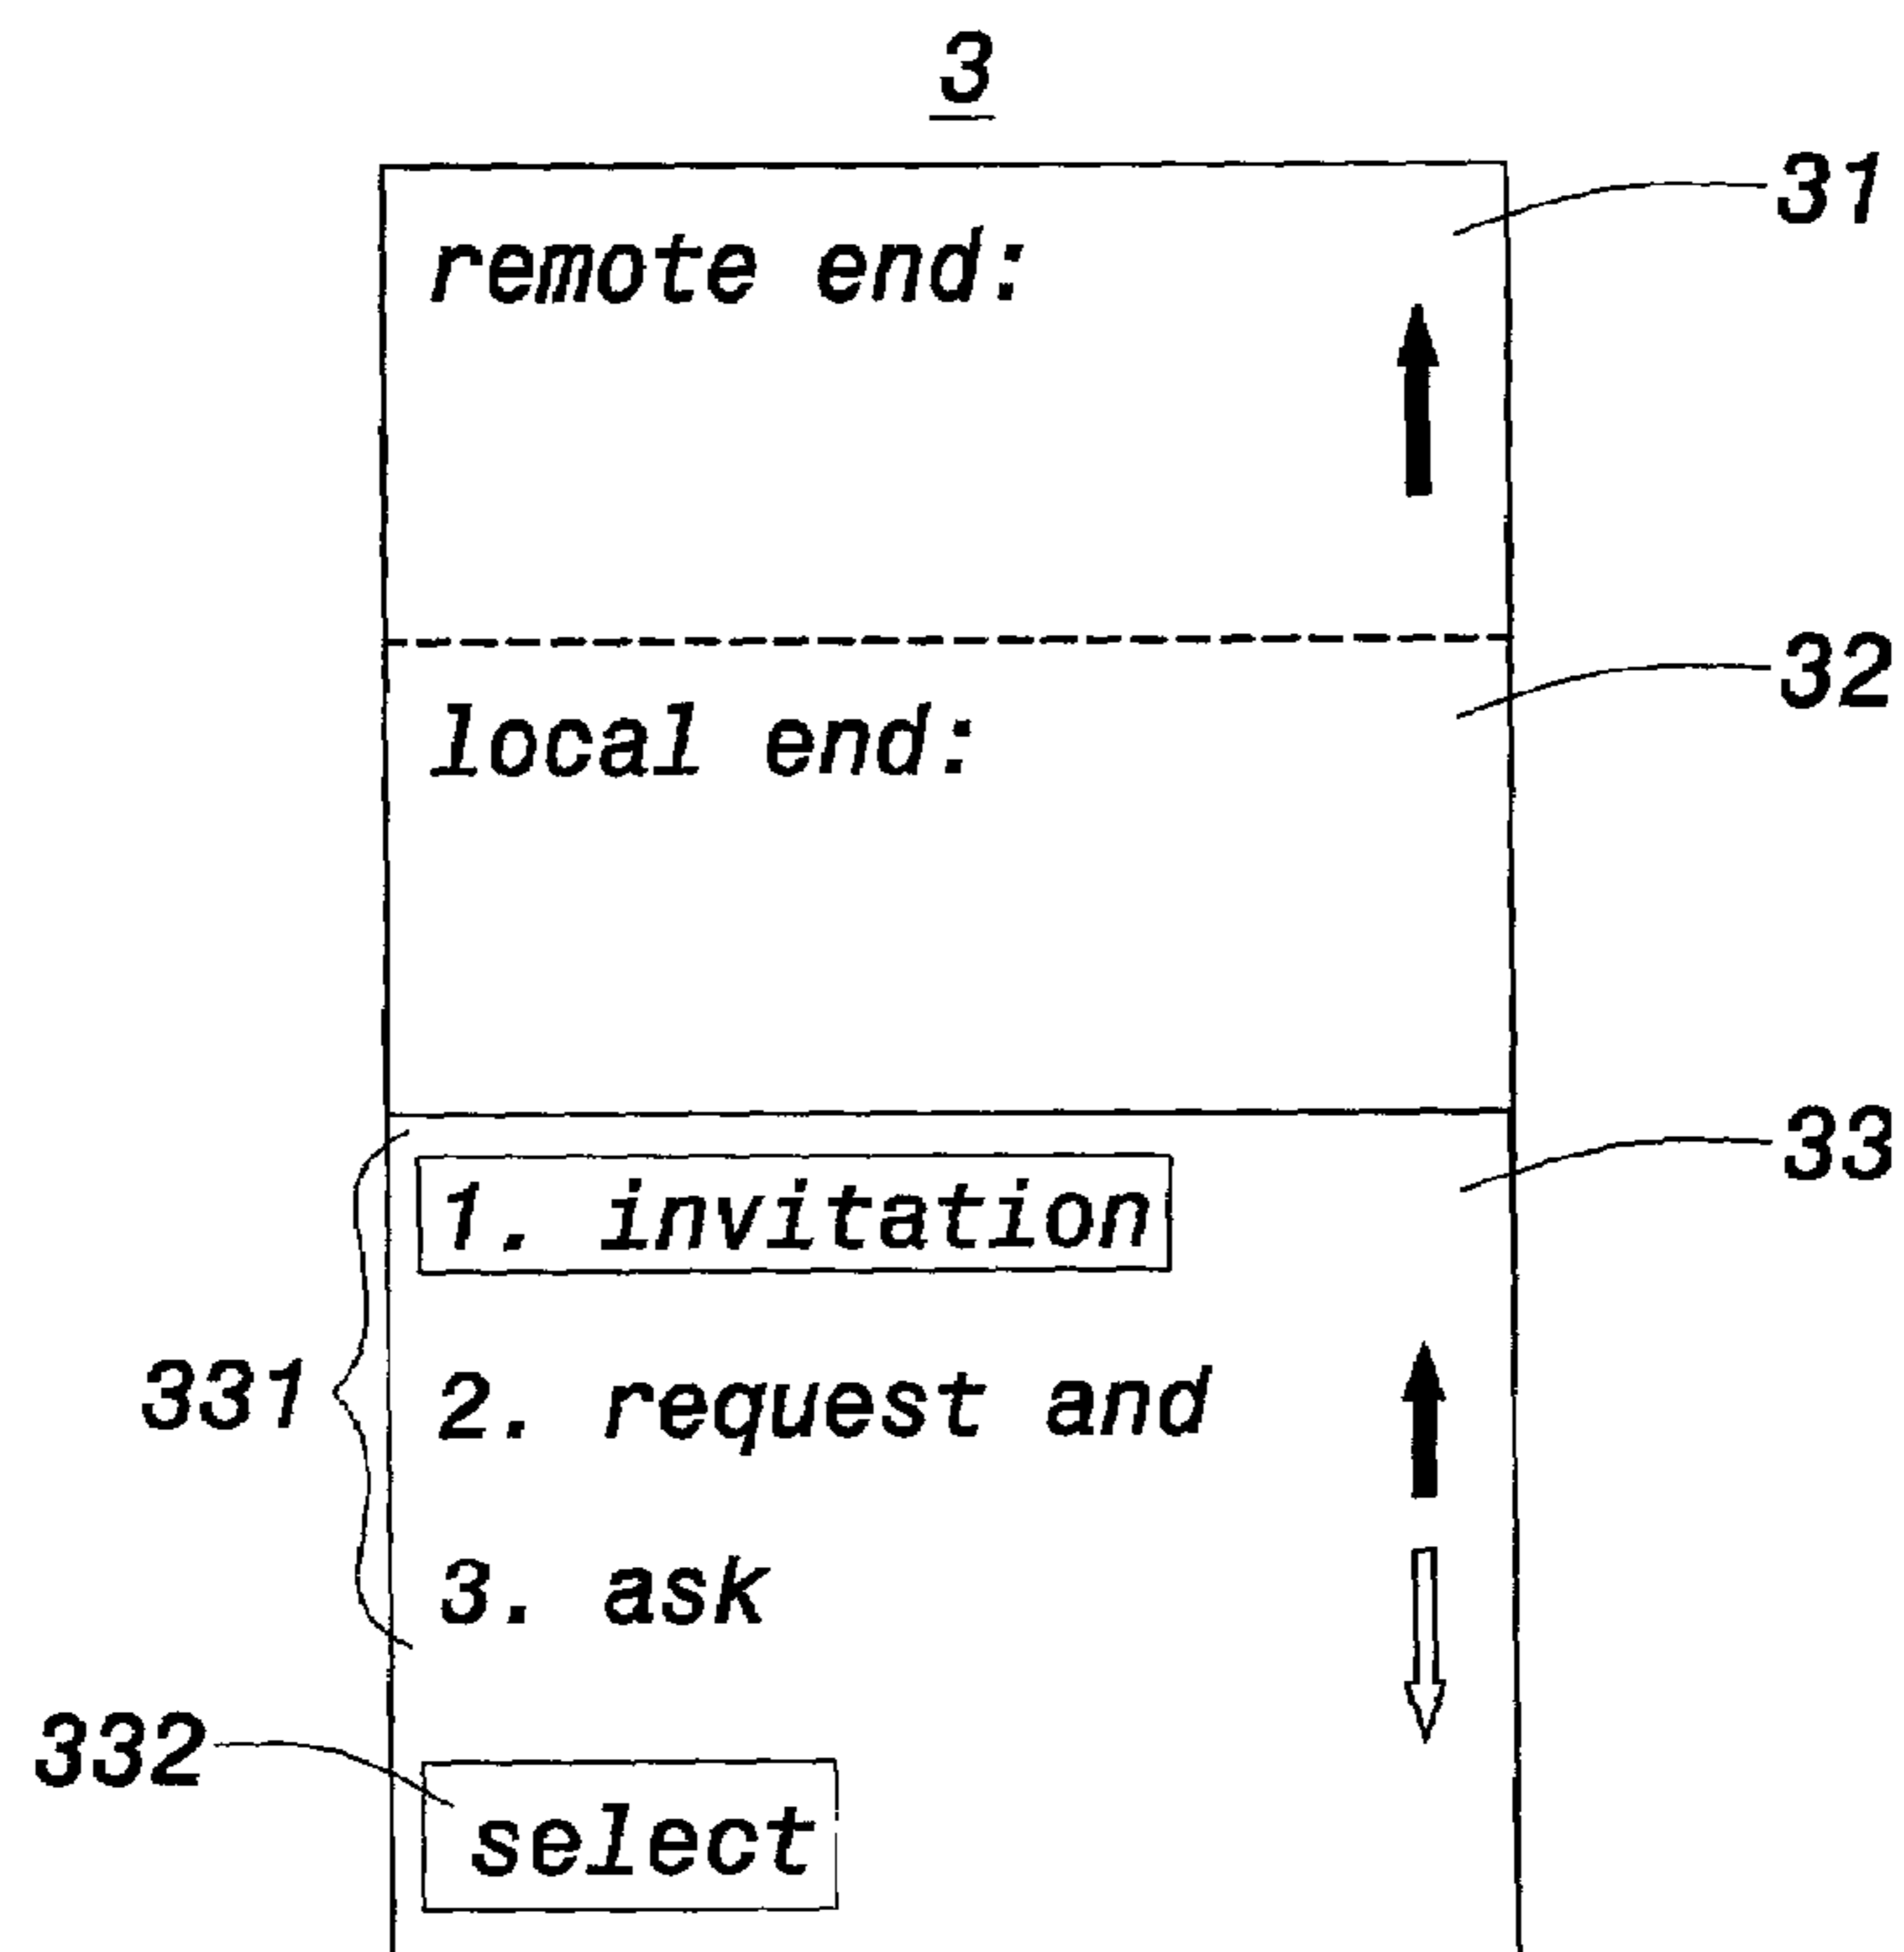 3
31
remote end:
32
local end:
33
1. invitation
331
2. request and
3. ask
332
select